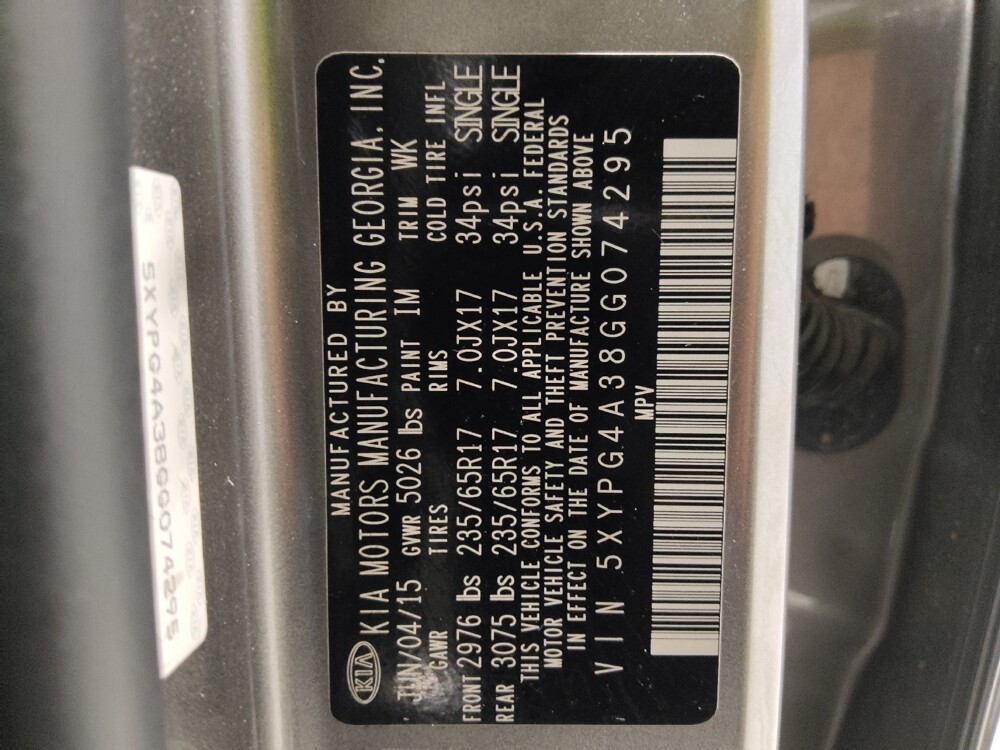 MANUFACTURED BY
KIA KIA MOTORS MANUFACTURING GEORGIA, INC.
JUN/04/15 GVWR 5026 lbs PAINT IM TRIM WK
GAWR TIRES RIMS COLD TIRE INFL
FRONT 2976 lbs 235/65R17 7.0JX17 34psi SINGLE
REAR 3075 lbs 235/65R17 7.0JX17 34psi SINGLE
THIS VEHICLE CONFORMS TO ALL APPLICABLE U.S.A. FEDERAL
MOTOR VEHICLE SAFETY AND THEFT PREVENTION STANDARDS
IN EFFECT ON THE DATE OF MANUFACTURE SHOWN ABOVE
VIN 5XYPG4A38GG074295
MPV
5XYPG4A38GG074295